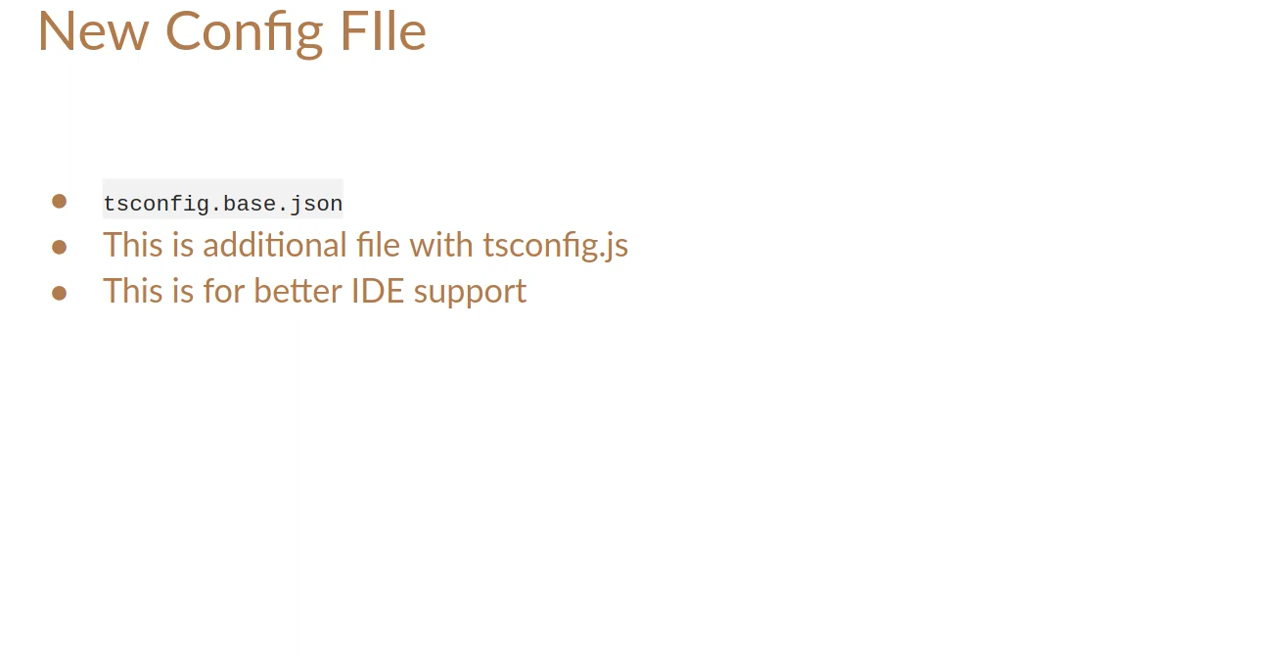 New Config FIle
tsconfig.base.json
This is additional file with tsconfig.js
This is for better IDE support